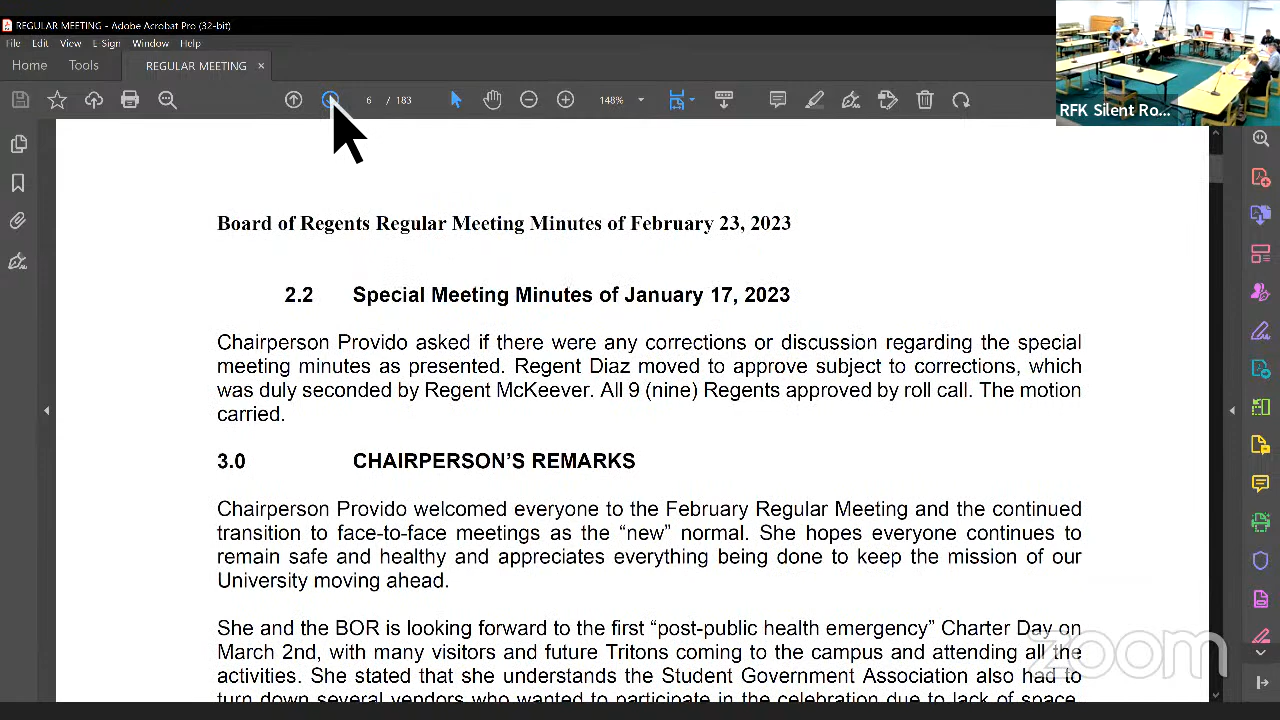 REGULAR MEETING - Adobe Acrobat Pro (32-bit)
File Edit View E-Sign Window Help
Home Tools REGULAR MEETING ×
6 / 183 148%
RFK Silent Ro...
Board of Regents Regular Meeting Minutes of February 23, 2023
2.2 Special Meeting Minutes of January 17, 2023
Chairperson Provido asked if there were any corrections or discussion regarding the special
meeting minutes as presented. Regent Diaz moved to approve subject to corrections, which
was duly seconded by Regent McKeever. All 9 (nine) Regents approved by roll call. The motion
carried.
3.0 CHAIRPERSON’S REMARKS
Chairperson Provido welcomed everyone to the February Regular Meeting and the continued
transition to face-to-face meetings as the “new” normal. She hopes everyone continues to
remain safe and healthy and appreciates everything being done to keep the mission of our
University moving ahead.
She and the BOR is looking forward to the first “post-public health emergency” Charter Day on
March 2nd, with many visitors and future Tritons coming to the campus and attending all the
activities. She stated that she understands the Student Government Association also had to
turn down several vendors who wanted to participate in the celebration due to lack of space.
zoom